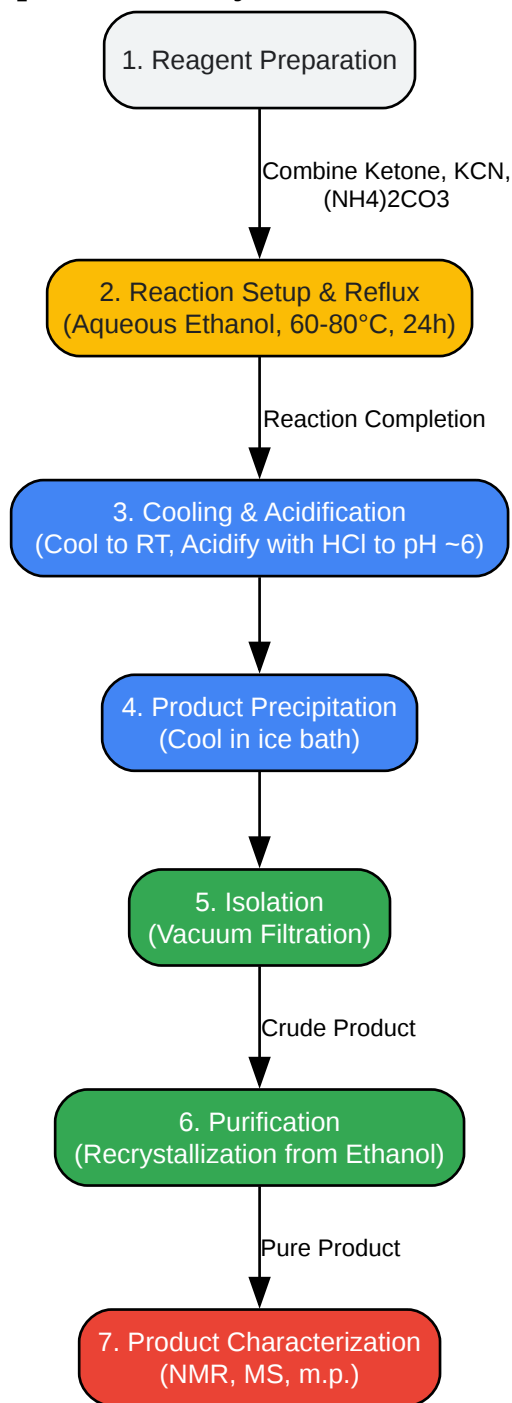 1. Reagent Preparation
Combine Ketone, KCN,
(NH4)2CO3
2. Reaction Setup & Reflux
(Aqueous Ethanol, 60-80°C, 24h)
Reaction Completion
3. Cooling & Acidification
(Cool to RT, Acidify with HCl to pH ~6)
4. Product Precipitation
(Cool in ice bath)
5. Isolation
(Vacuum Filtration)
Crude Product
6. Purification
(Recrystallization from Ethanol)
Pure Product
7. Product Characterization
(NMR, MS, m.p.)